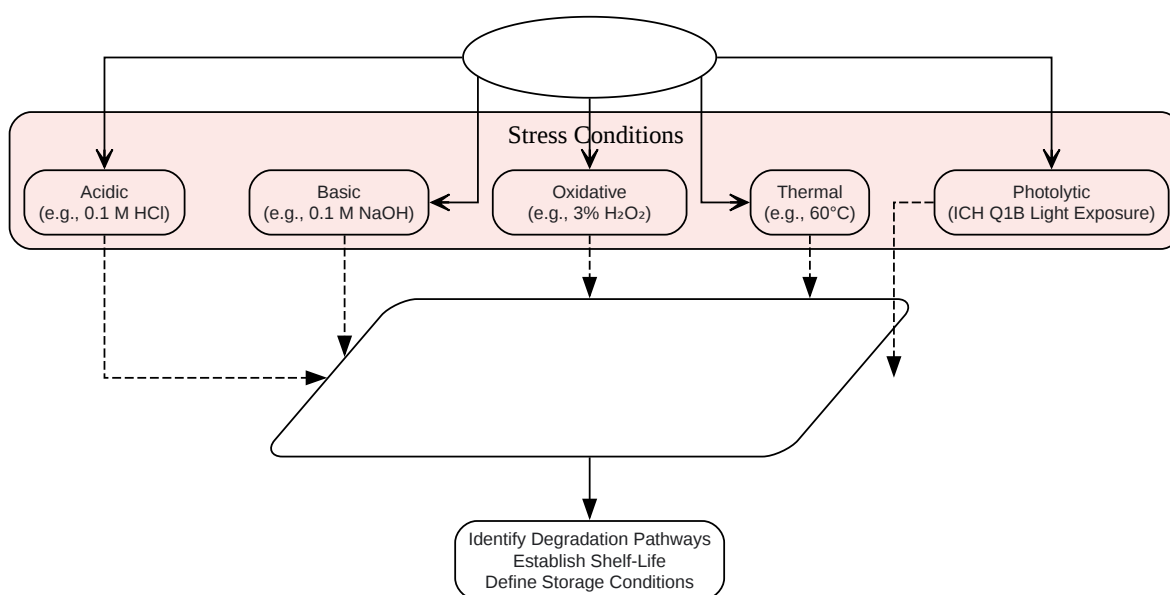 Stress Conditions
Acidic
(e.g., 0.1 M HCl)
Basic
(e.g., 0.1 M NaOH)
Oxidative
(e.g., 3% H₂O₂)
Thermal
(e.g., 60°C)
Photolytic
(ICH Q1B Light Exposure)
Identify Degradation Pathways
Establish Shelf-Life
Define Storage Conditions